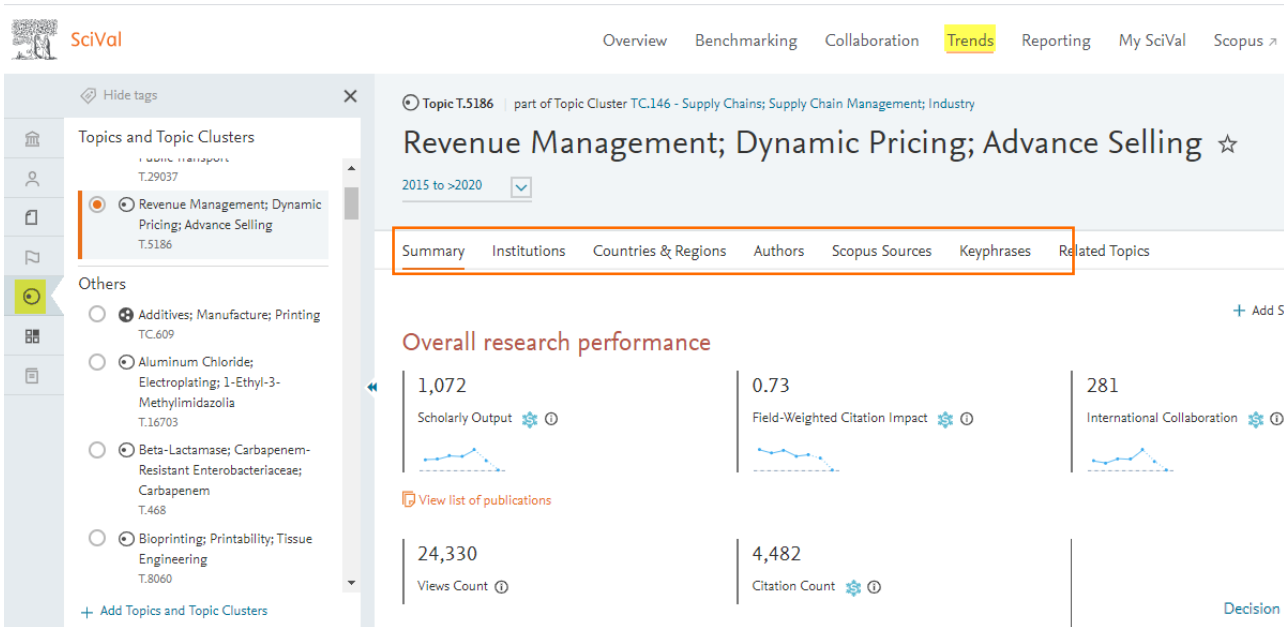 SciVal
Overview Benchmarking Collaboration Trends Reporting My SciVal Scopus
Hide tags
Topics and Topic Clusters
Public Transport
T.29037
Revenue Management; Dynamic
Pricing; Advance Selling
T.5186
Others
Additives; Manufacture; Printing
TC.609
Aluminum Chloride;
Electroplating; 1-Ethyl-3-
Methylimidazolia
T.16703
Beta-Lactamase; Carbapenem-
Resistant Enterobacteriaceae;
Carbapenem
T.468
Bioprinting; Printability; Tissue
Engineering
T.8060
+ Add Topics and Topic Clusters
Topic T.5186 | part of Topic Cluster TC.146 - Supply Chains; Supply Chain Management; Industry
Revenue Management; Dynamic Pricing; Advance Selling
2015 to >2020
Summary Institutions Countries & Regions Authors Scopus Sources Keyphrases Related Topics
+ Add S
Overall research performance
1,072
Scholarly Output
View list of publications
0.73
Field-Weighted Citation Impact
281
International Collaboration
24,330
Views Count
4,482
Citation Count
Decision